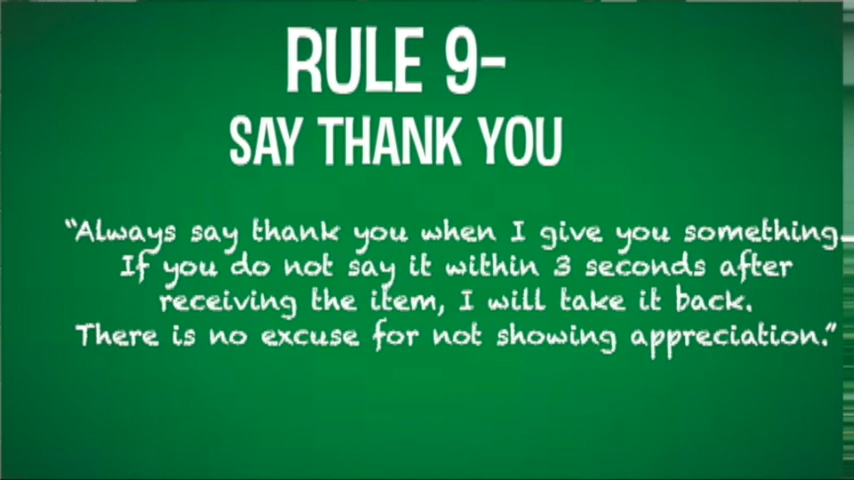 RULE 9-
SAY THANK YOU
“Always say thank you when I give you something.
If you do not say it within 3 seconds after
receiving the item, I will take it back.
There is no excuse for not showing appreciation.”